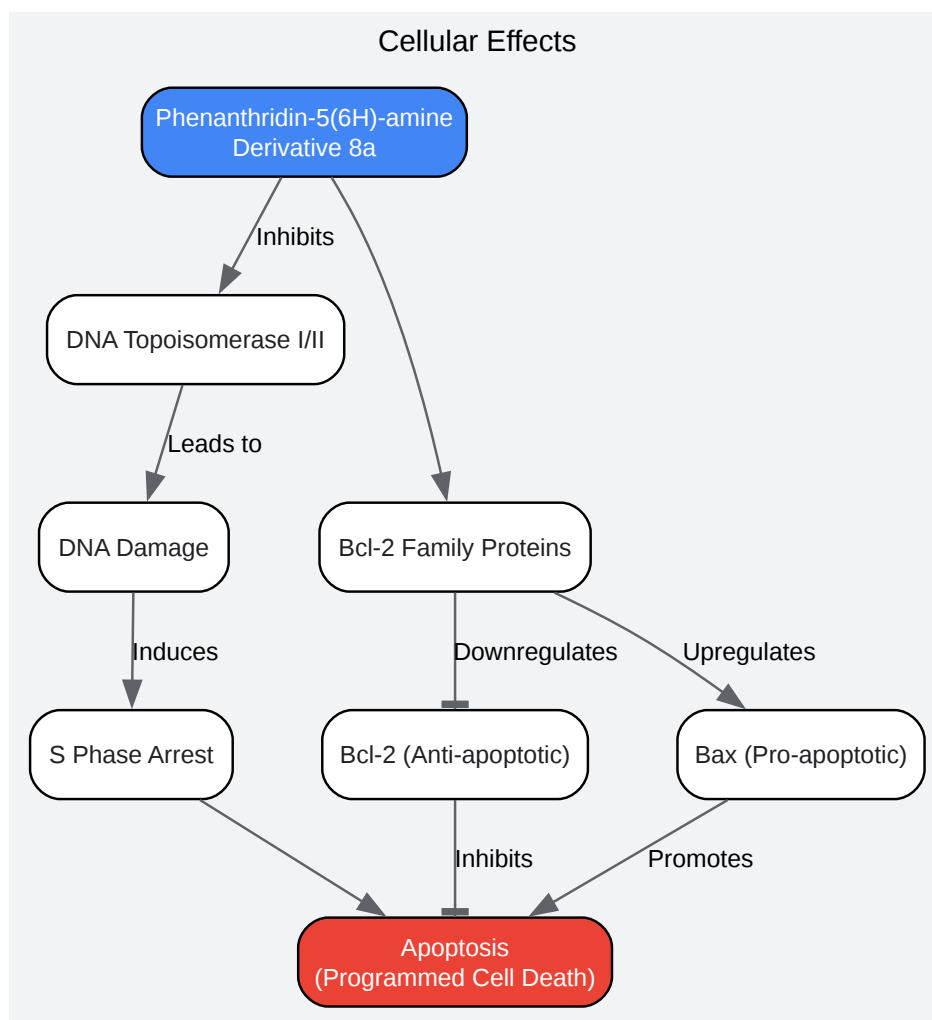 Cellular Effects
Phenanthridin-5(6H)-amine
Derivative 8a
Inhibits
DNA Topoisomerase I/II
Leads to
DNA Damage
Bcl-2 Family Proteins
Induces
Downregulates
Upregulates
S Phase Arrest
Bcl-2 (Anti-apoptotic)
Bax (Pro-apoptotic)
Inhibits
Promotes
Apoptosis
(Programmed Cell Death)